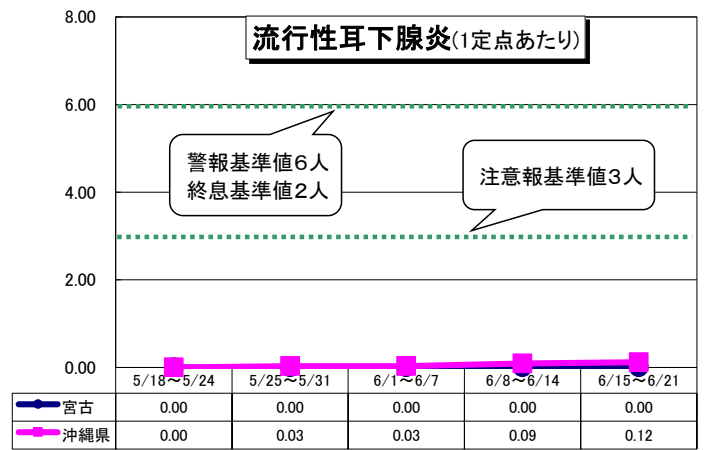 流行性耳下腺炎(1定点あたり)
8.00
6.00
4.00
2.00
0.00
警報基準値6人
終息基準値2人
注意報基準値3人
5/18～5/24 5/25～5/31 6/1～6/7 6/8～6/14 6/15～6/21
宮古 0.00 0.00 0.00 0.00 0.00
沖縄県 0.00 0.03 0.03 0.09 0.12